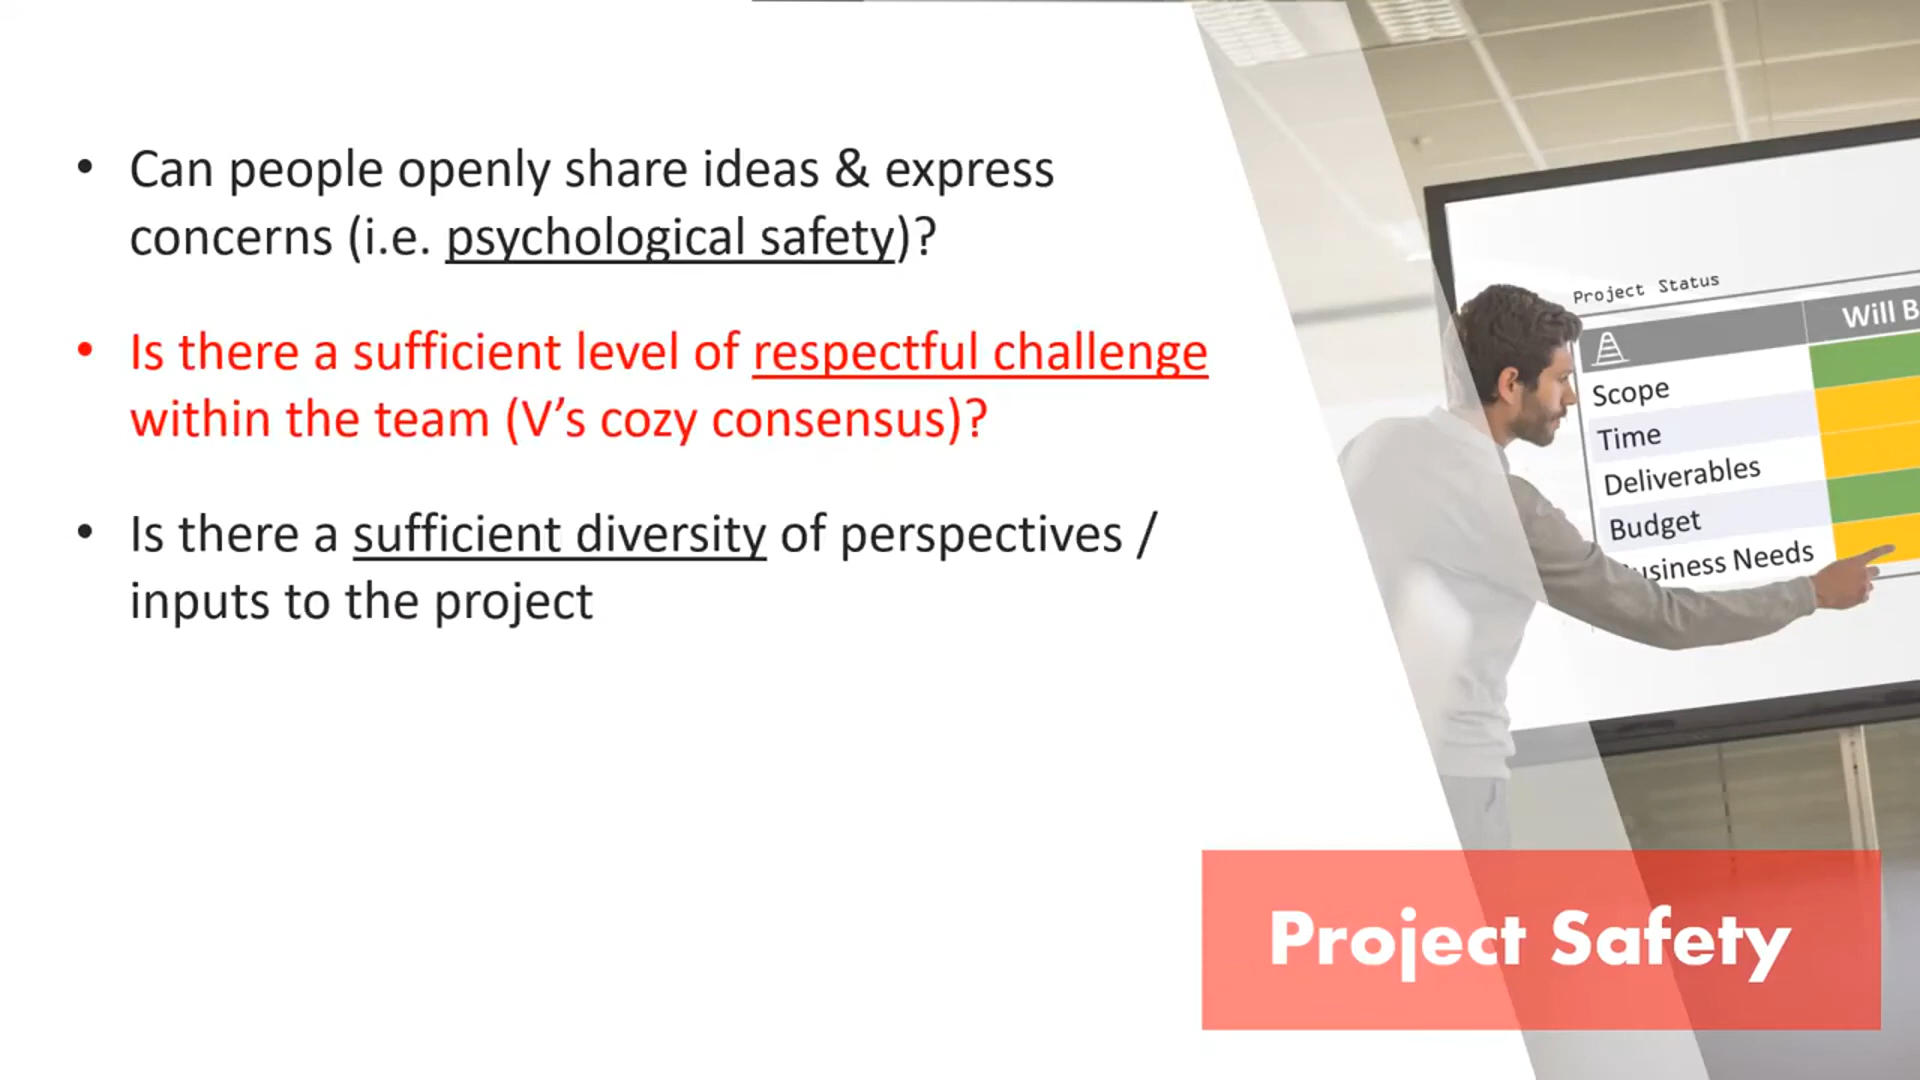 • Can people openly share ideas & express
concerns (i.e. psychological safety)?
• Is there a sufficient level of respectful challenge
within the team (V’s cozy consensus)?
• Is there a sufficient diversity of perspectives /
inputs to the project
Project Status
Will B
Scope
Time
Deliverables
Budget
usiness Needs
Project Safety